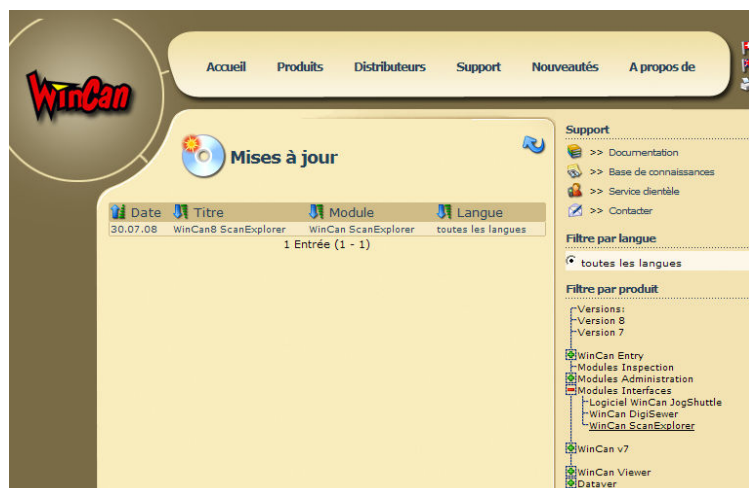 WinCan
Accueil Produits Distributeurs Support Nouveautés A propos de
Mises à jour
Date Titre Module Langue
30.07.08 WinCan8 ScanExplorer WinCan ScanExplorer toutes les langues
1 Entrée (1 - 1)
Support
>> Documentation
>> Base de connaissances
>> Service clientèle
>> Contacter
Filtre par langue
toutes les langues
Filtre par produit
Versions:
Version 8
Version 7
WinCan Entry
Modules Inspection
Modules Administration
Modules Interfaces
Logiciel WinCan JogShuttle
WinCan DigiSewer
WinCan ScanExplorer
WinCan v7
WinCan Viewer
Dataver